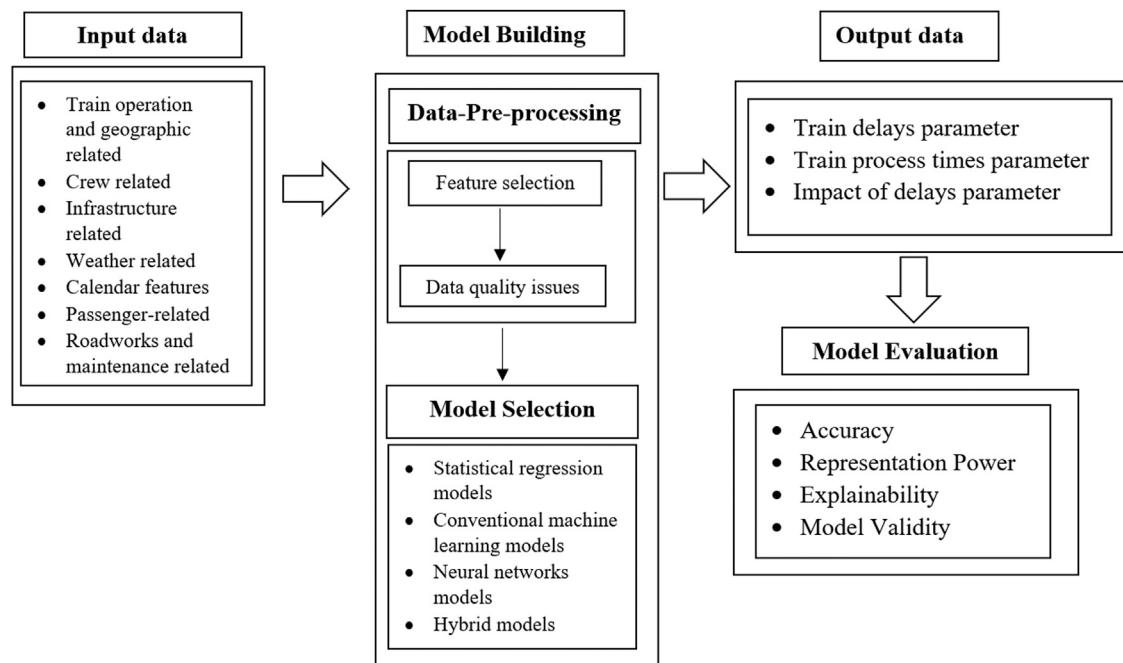 Input data
• Train operation
and geographic
related
• Crew related
• Infrastructure
related
• Weather related
• Calendar features
• Passenger-related
• Roadworks and
maintenance related
Model Building
Data-Pre-processing
Feature selection
Data quality issues
Model Selection
• Statistical regression
models
• Conventional machine
learning models
• Neural networks
models
• Hybrid models
Output data
• Train delays parameter
• Train process times parameter
• Impact of delays parameter
Model Evaluation
• Accuracy
• Representation Power
• Explainability
• Model Validity